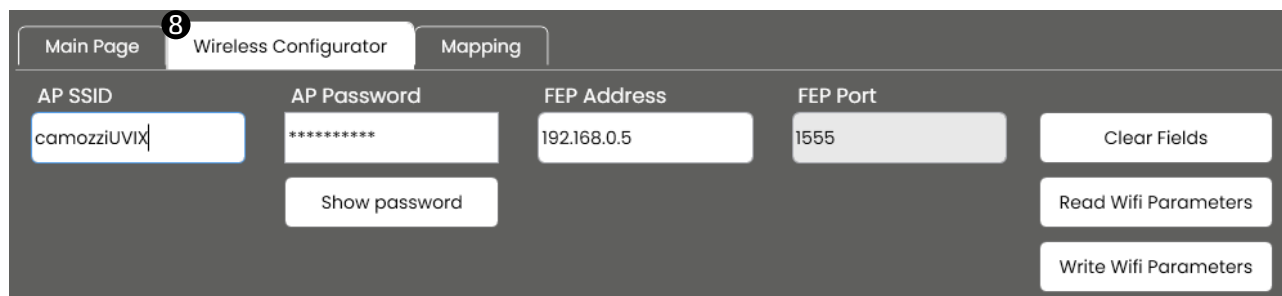 8
Main Page Wireless Configurator Mapping
AP SSID AP Password FEP Address FEP Port
camozziUVIX ********** 192.168.0.5 1555 Clear Fields
Show password Read Wifi Parameters
Write Wifi Parameters